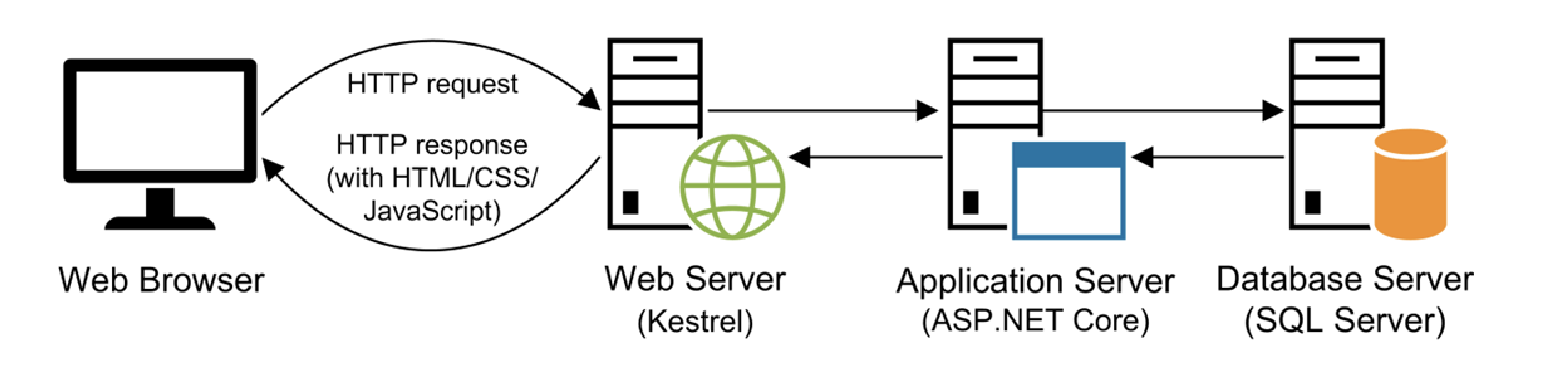 HTTP request
HTTP response
(with HTML/CSS/
JavaScript)
Web Browser
Web Server
(Kestrel)
Application Server
(ASP.NET Core)
Database Server
(SQL Server)